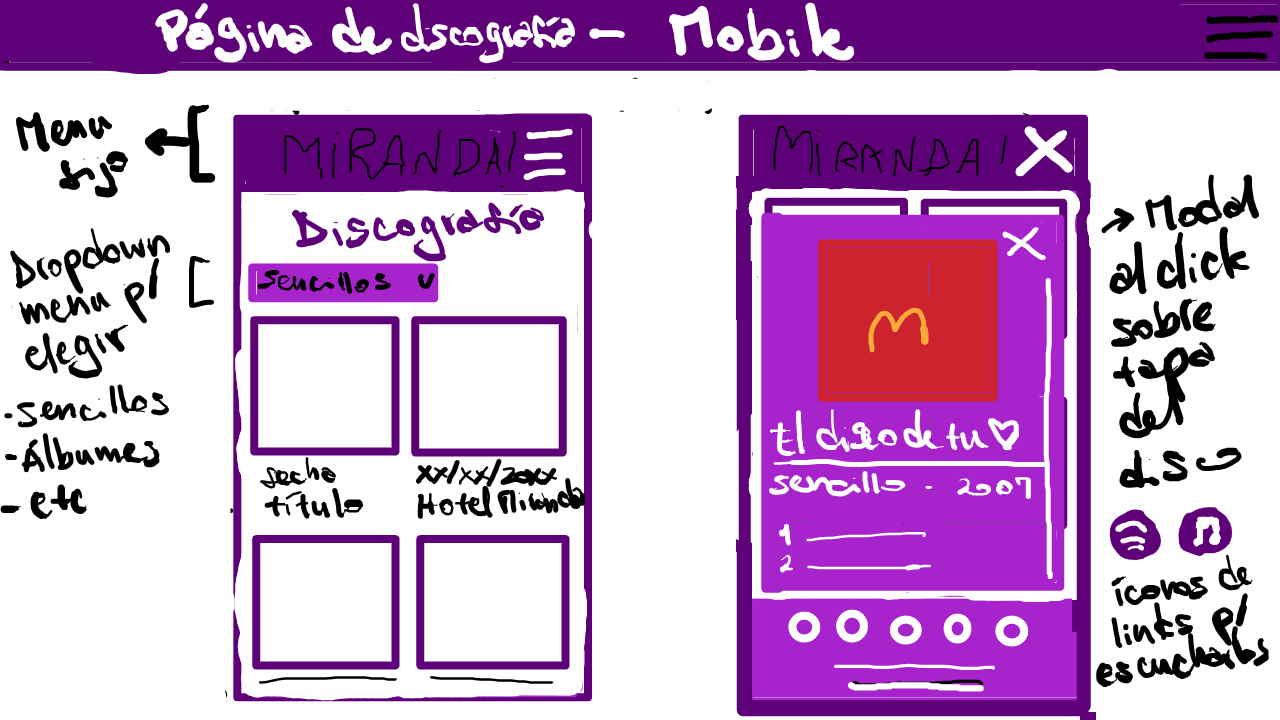 Página de discografía - Mobile
Menu
fijo
Dropdown
menu p/
elegir
- sencillos
- Álbumes
- etc
MiRANDA!
Discografía
sencillos v
fecha
título
xx/xx/20xx
Hotel Miranda
MiRANDA! X
X
M
El disco de tu ♡
sencillo - 2007
1
2
→ Modal
al click
sobre
tapa
del
disco
íconos de
links p/
escucharlos